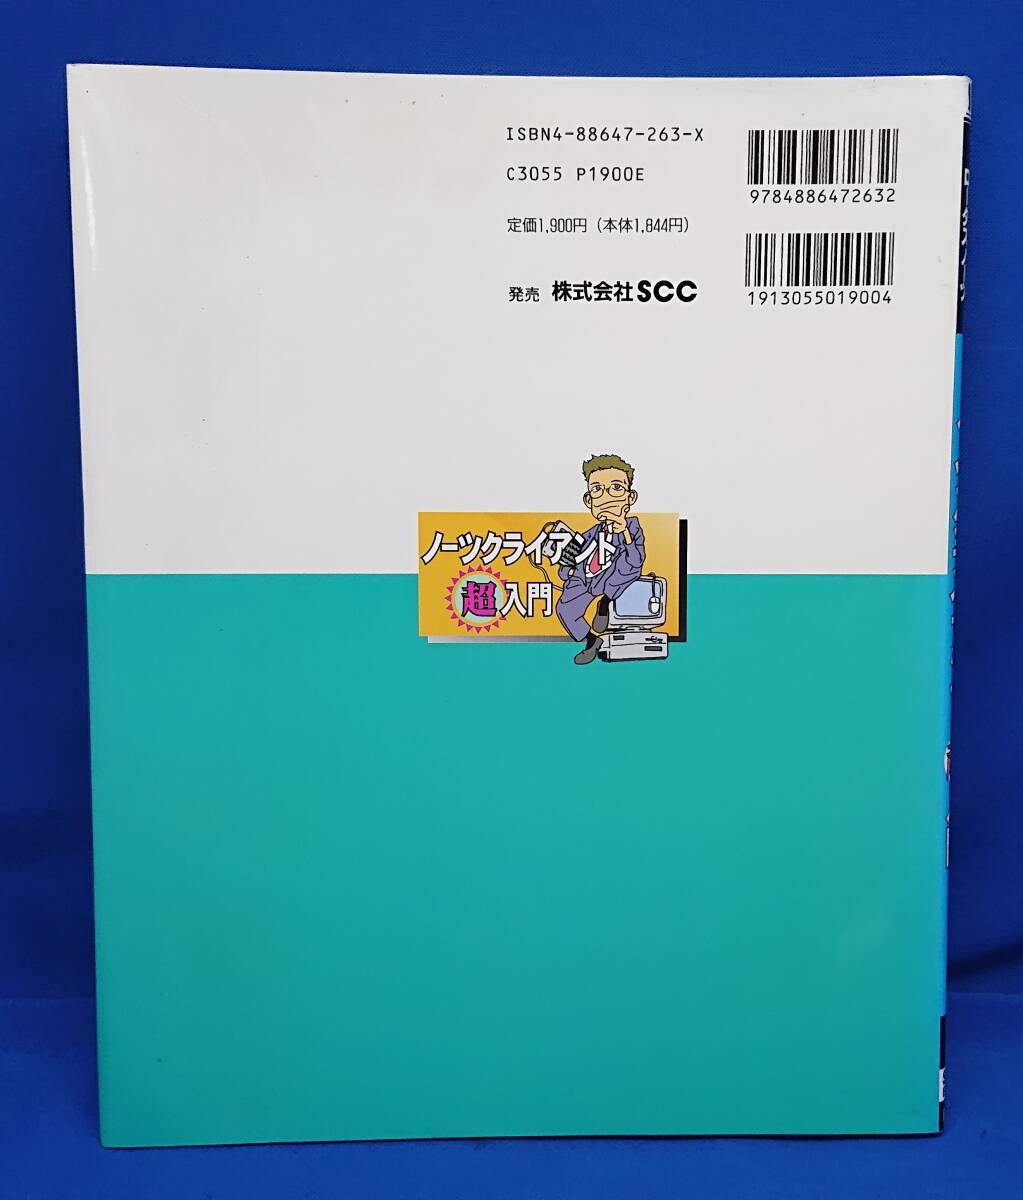 ISBN4-88647-263-X
C3055 P1900E
定価1,900円（本体1,844円）
発売 株式会社SCC
9784886472632
1913055019004
ノーツクライアント
超入門